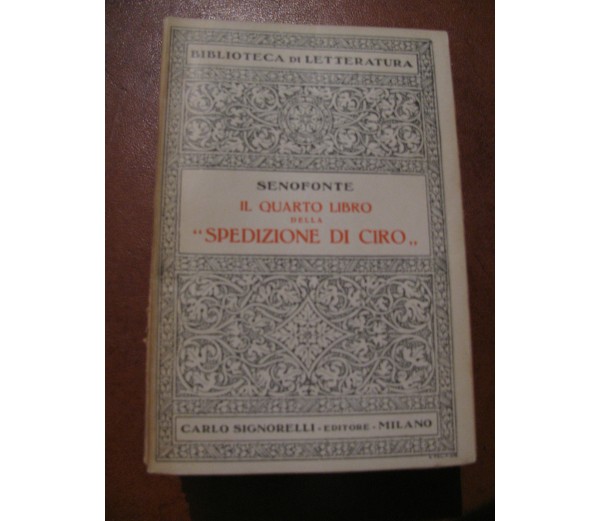 BIBLIOTECA DI LETTERATURA
SENOFONTE
IL QUARTO LIBRO
DELLA
“SPEDIZIONE DI CIRO„
CARLO SIGNORELLI - EDITORE - MILANO